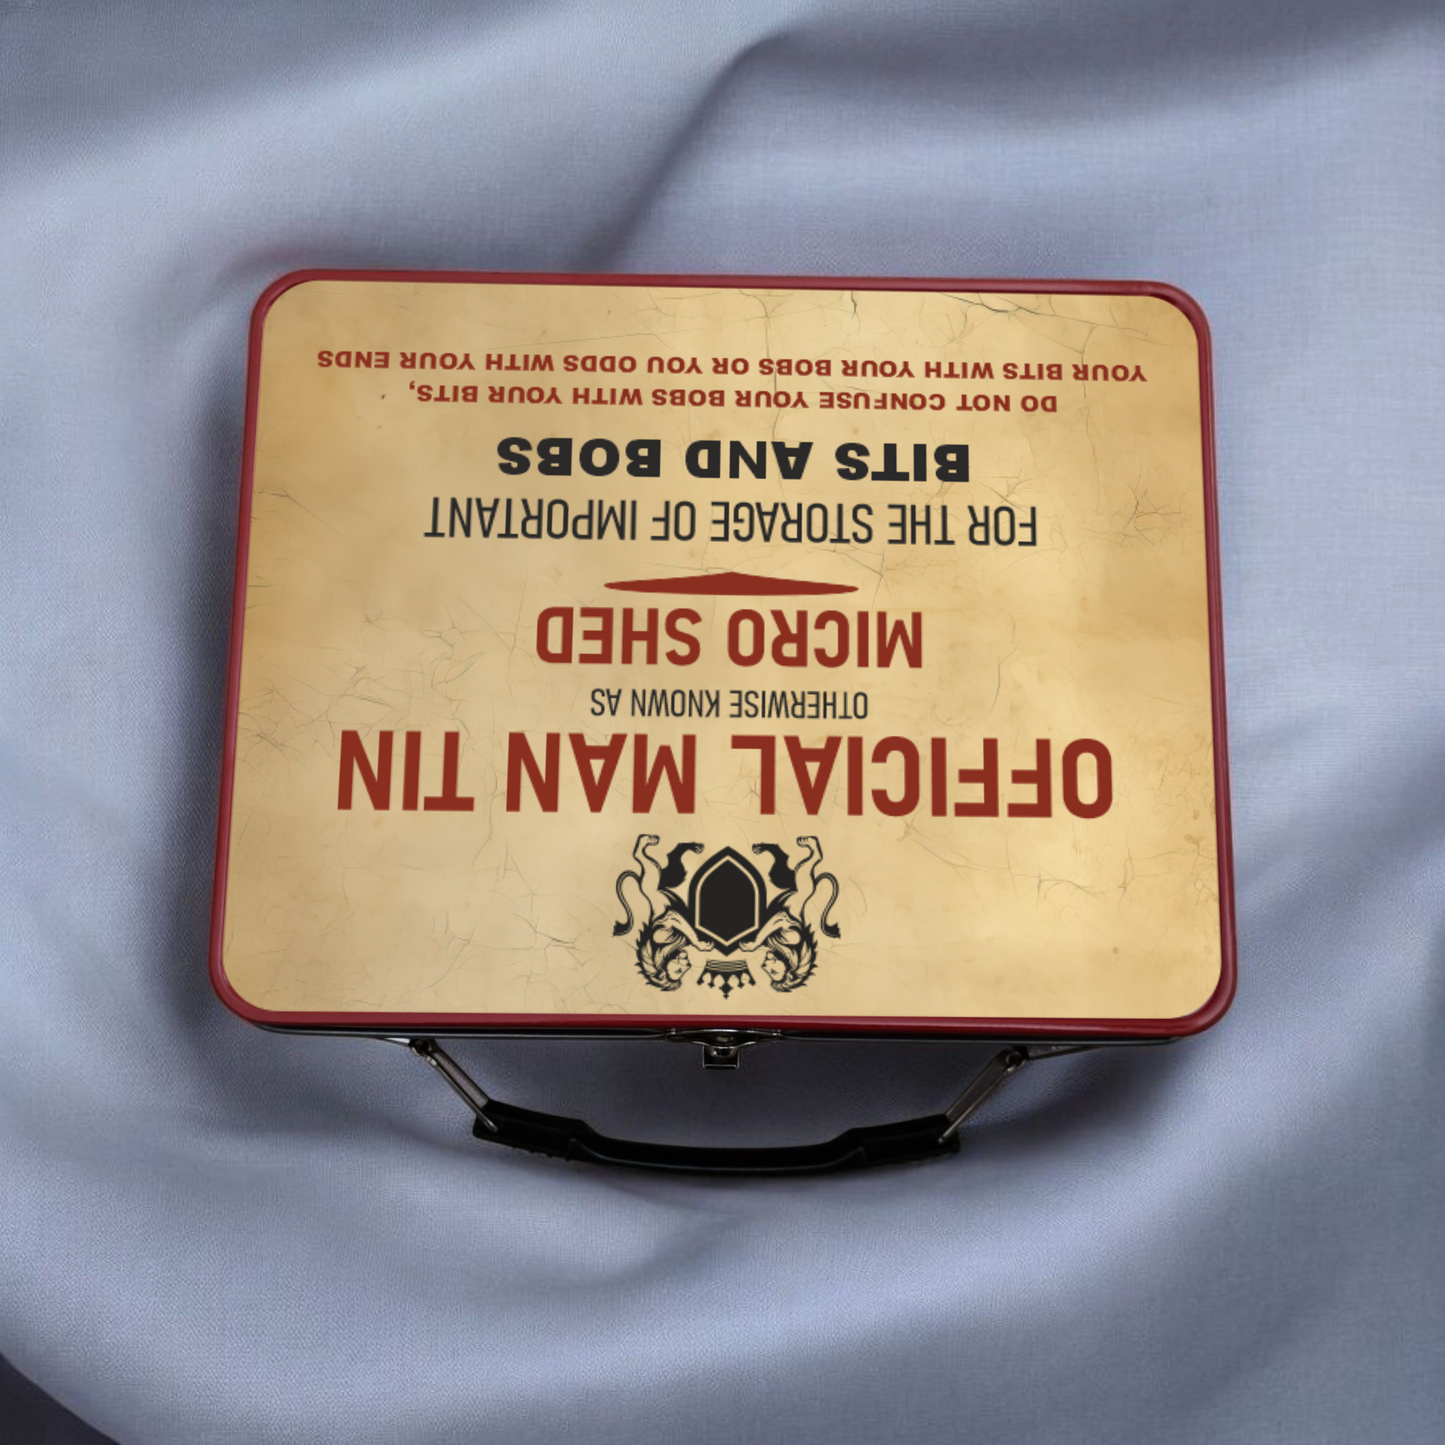 OFFICIAL MAN TIN
OTHERWISE KNOWN AS
MICRO SHED
FOR THE STORAGE OF IMPORTANT
BITS AND BOBS
DO NOT CONFUSE YOUR BOBS WITH YOUR BITS,
YOUR BITS WITH YOUR BOBS OR YOU ODDS WITH YOUR ENDS